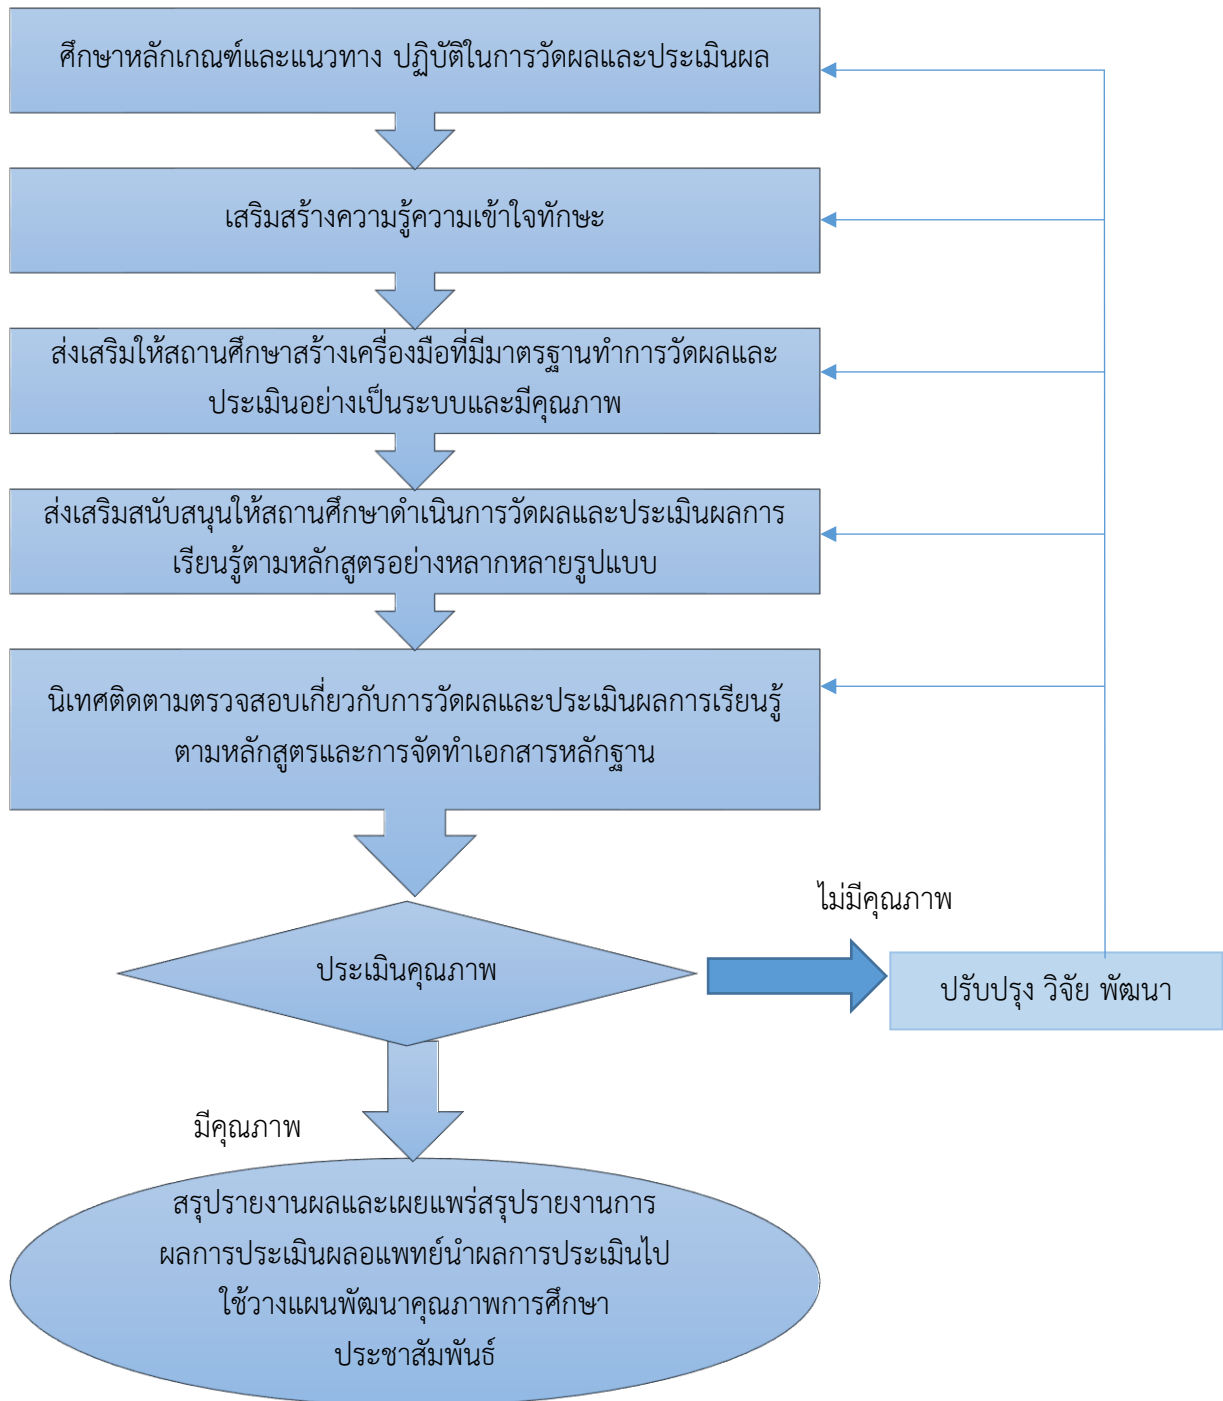 ศึกษาหลักเกณฑ์และแนวทาง ปฏิบัติในการวัดผลและประเมินผล
เสริมสร้างความรู้ความเข้าใจทักษะ
ส่งเสริมให้สถานศึกษาสร้างเครื่องมือที่มีมาตรฐานทำการวัดผลและ
ประเมินอย่างเป็นระบบและมีคุณภาพ
ส่งเสริมสนับสนุนให้สถานศึกษาดำเนินการวัดผลและประเมินผลการ
เรียนรู้ตามหลักสูตรอย่างหลากหลายรูปแบบ
นิเทศติดตามตรวจสอบเกี่ยวกับการวัดผลและประเมินผลการเรียนรู้
ตามหลักสูตรและการจัดทำเอกสารหลักฐาน
ไม่มีคุณภาพ
ประเมินคุณภาพ
ปรับปรุง วิจัย พัฒนา
มีคุณภาพ
สรุปรายงานผลและเผยแพร่สรุปรายงานการ
ผลการประเมินผลอแพทย์นำผลการประเมินไป
ใช้วางแผนพัฒนาคุณภาพการศึกษา
ประชาสัมพันธ์